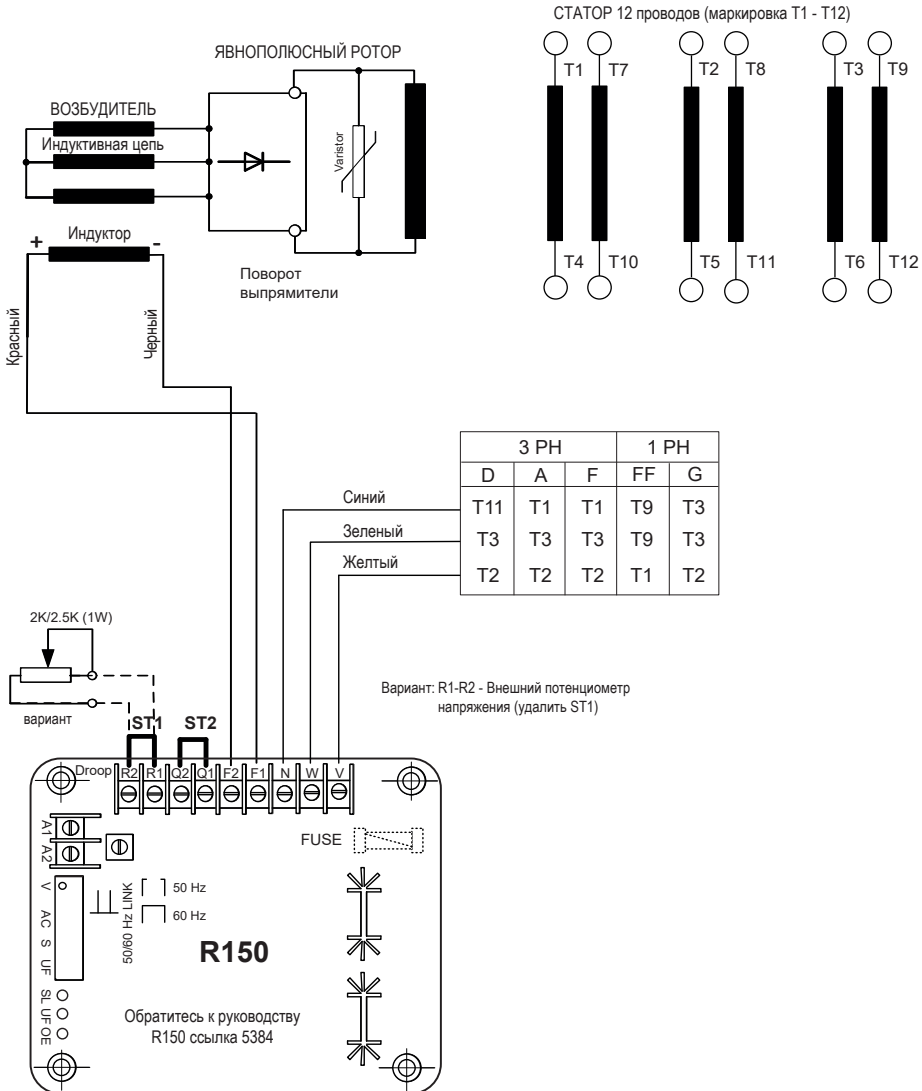 СТАТОР 12 проводов (маркировка T1 - T12)
ЯВНОПОЛЮСНЫЙ РОТОР
T1 T7 T2 T8 T3 T9
ВОЗБУДИТЕЛЬ
Индуктивная цепь
Varistor
Индуктор
+ -
T4 T10 T5 T11 T6 T12
Поворот
выпрямители
Красный
Черный
3 PH 1 PH
D A F FF G
Синий T11 T1 T1 T9 T3
Зеленый T3 T3 T3 T9 T3
Желтый T2 T2 T2 T1 T2
2K/2.5K (1W)
вариант
Вариант: R1-R2 - Внешний потенциометр
напряжения (удалить ST1)
ST1 ST2
Droop R2 R1 Q2 Q1 F2 F1 N W V
A1
A2
FUSE
V
AC
S
UF
50/60 Hz LINK
50 Hz
60 Hz
R150
SL
UF
OE
Обратитесь к руководству
R150 ссылка 5384